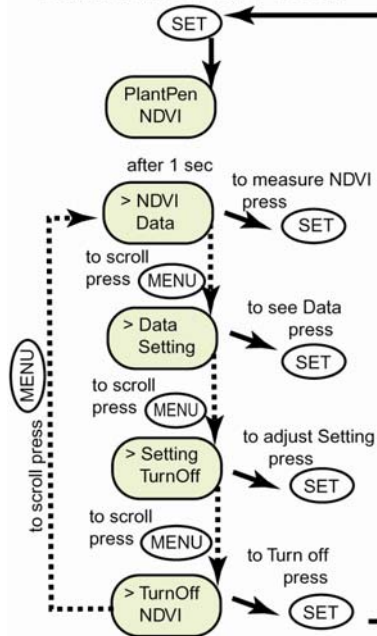 SET
PlantPen
NDVI
after 1 sec
> NDVI
Data
to measure NDVI
press
SET
to scroll
press MENU
> Data
Setting
to see Data
press
SET
to scroll
press MENU
> Setting
TurnOff
to adjust Setting
press
SET
to scroll
press MENU
> TurnOff
NDVI
to Turn off
press
SET
to scroll press MENU